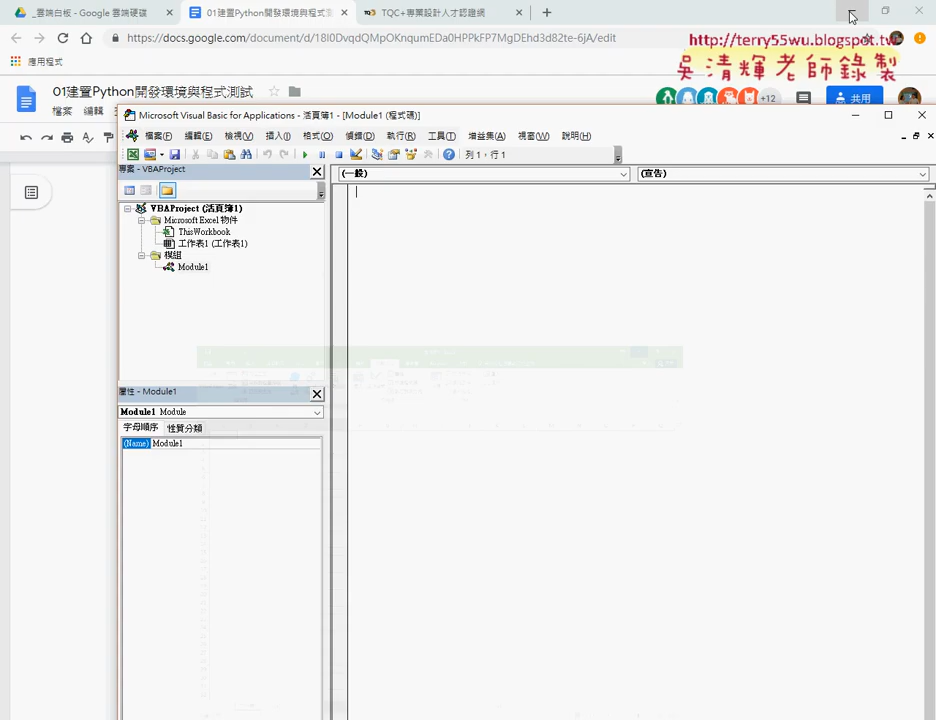 _雲端白板 - Google 雲端硬碟
01建置Python開發環境與程式測試
TQC+專業設計人才認證網
https://docs.google.com/document/d/18I0DvqdQMpOKnqumEDa0HPPkFP7MgDEhd3d82te-6jA/edit
http://terry55wu.blogspot.tw
應用程式
吳清輝老師錄製
01建置Python開發環境與程式測試
+12
共用
檔案 編輯
Microsoft Visual Basic for Applications - 活頁簿1 - [Module1 (程式碼)]
檔案(F) 編輯(E) 檢視(V) 插入(I) 格式(O) 偵錯(D) 執行(R) 工具(T) 增益集(A) 視窗(W) 說明(H)
列 1，行 1
專案 - VBAProject
(一般)
(宣告)
VBAProject (活頁簿1)
Microsoft Excel 物件
ThisWorkbook
工作表1 (工作表1)
模組
Module1
屬性 - Module1
Module1 Module
字母順序 性質分類
(Name) Module1